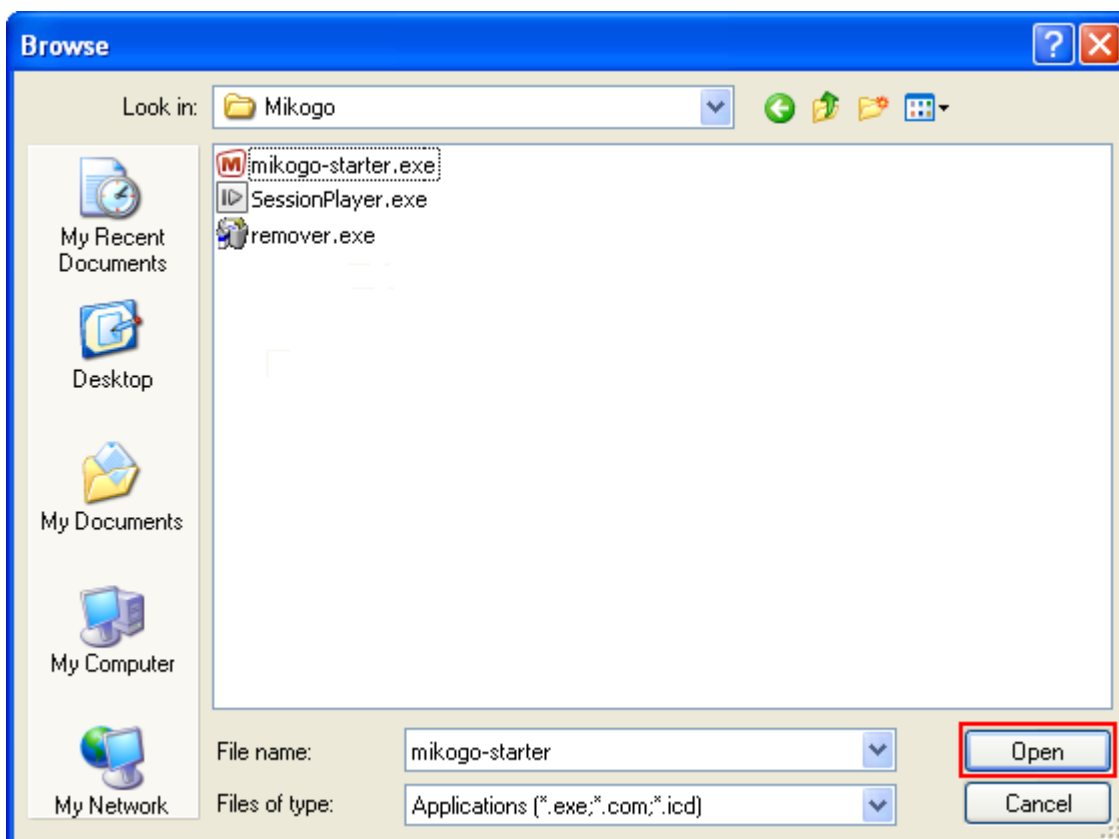 Browse
Look in: Mikogo
mikogo-starter.exe
SessionPlayer.exe
remover.exe
My Recent
Documents
Desktop
My Documents
My Computer
My Network
File name: mikogo-starter Open
Files of type: Applications (*.exe;*.com;*.icd) Cancel